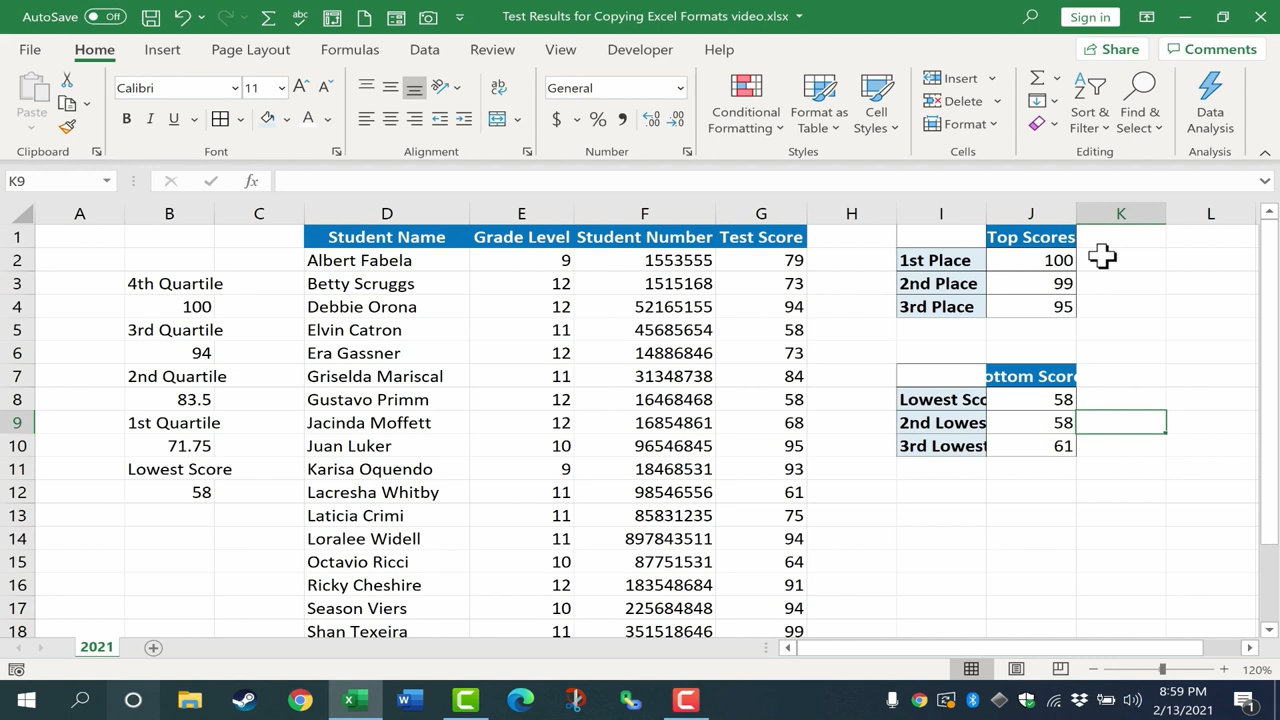 AutoSave Off Test Results for Copying Excel Formats video.xlsx Sign in
File Home Insert Page Layout Formulas Data Review View Developer Help Share Comments
Paste Calibri 11 General Conditional Formatting Format as Table Cell Styles Insert Delete Format Sort & Filter Find & Select Data Analysis
Clipboard Font Alignment Number Styles Cells Editing Analysis
K9 fx
A B C D E F G H I J K L
1 Student Name Grade Level Student Number Test Score Top Scores
2 Albert Fabela 9 1553555 79 1st Place 100
3 4th Quartile Betty Scruggs 12 1515168 73 2nd Place 99
4 100 Debbie Orona 12 52165155 94 3rd Place 95
5 3rd Quartile Elvin Catron 11 45685654 58
6 94 Era Gassner 12 14886846 73
7 2nd Quartile Griselda Mariscal 11 31348738 84 ottom Score
8 83.5 Gustavo Primm 12 16468468 58 Lowest Sco 58
9 1st Quartile Jacinda Moffett 12 16854861 68 2nd Lowes 58
10 71.75 Juan Luker 10 96546845 95 3rd Lowest 61
11 Lowest Score Karisa Oquendo 9 18468531 93
12 58 Lacresha Whitby 11 98546556 61
13 Laticia Crimi 11 85831235 75
14 Loralee Widell 11 897843511 94
15 Octavio Ricci 10 87751531 64
16 Ricky Cheshire 12 183548684 91
17 Season Viers 10 225684848 94
18 Shan Texeira 11 351518646 99
2021
120%
8:59 PM
2/13/2021
1